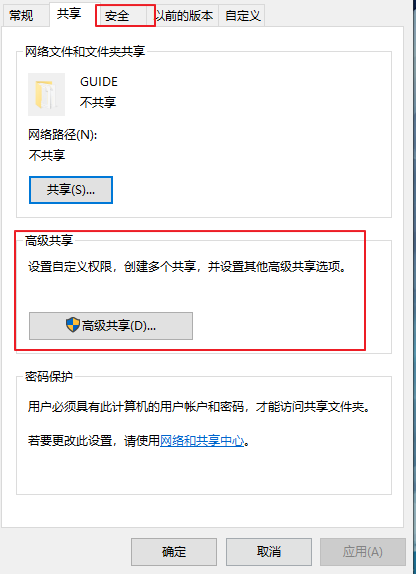 常规 共享 安全 以前的版本 自定义
网络文件和文件夹共享
GUIDE
不共享
网络路径(N):
不共享
共享(S)...
高级共享
设置自定义权限，创建多个共享，并设置其他高级共享选项。
高级共享(D)...
密码保护
用户必须具有此计算机的用户帐户和密码，才能访问共享文件夹。
若要更改此设置，请使用网络和共享中心。
确定 取消 应用(A)